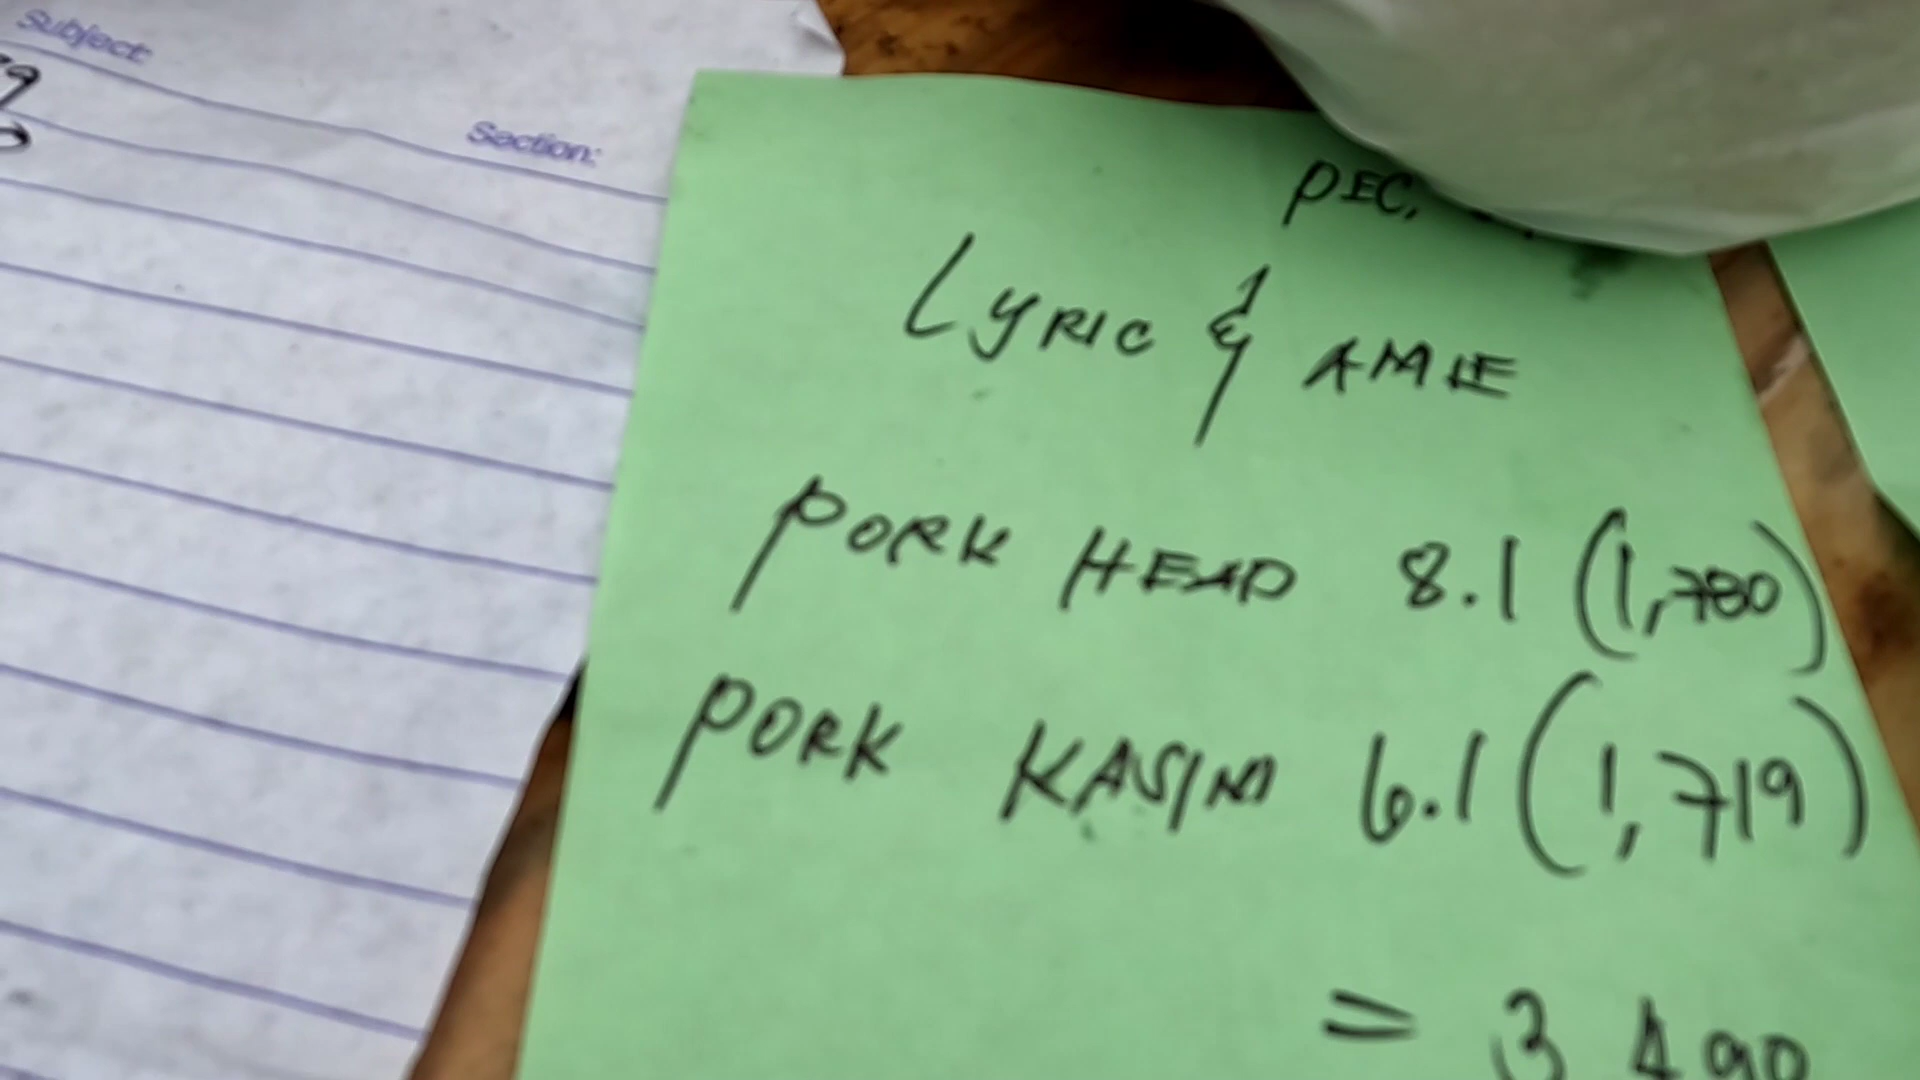 Subject:
Section:
DEC.
LYRIC & AMIE
PORK HEAD 8.1 (1,780)
PORK KASIM 6.1 (1,719)
= 3,490